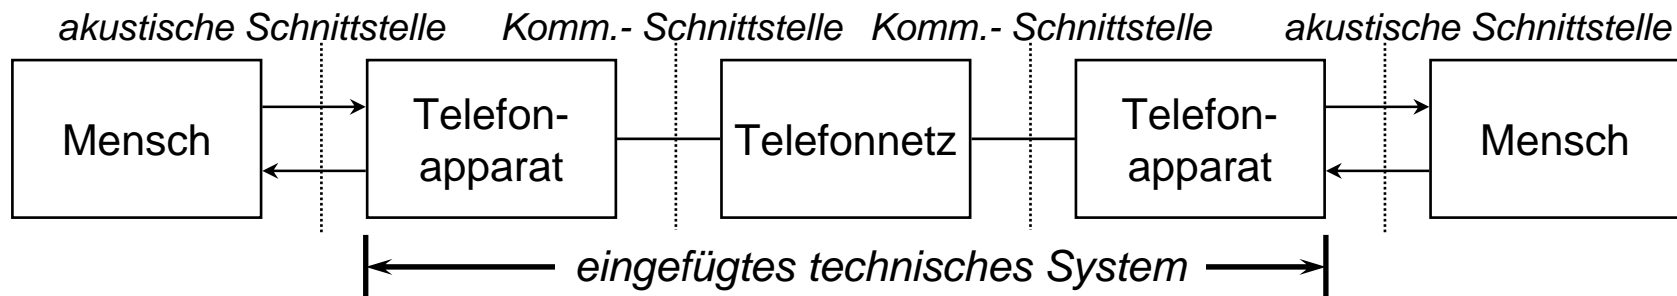 akustische Schnittstelle Komm.- Schnittstelle Komm.- Schnittstelle akustische Schnittstelle
Mensch
Telefon-
apparat
Telefonnetz
Telefon-
apparat
Mensch
eingefügtes technisches System